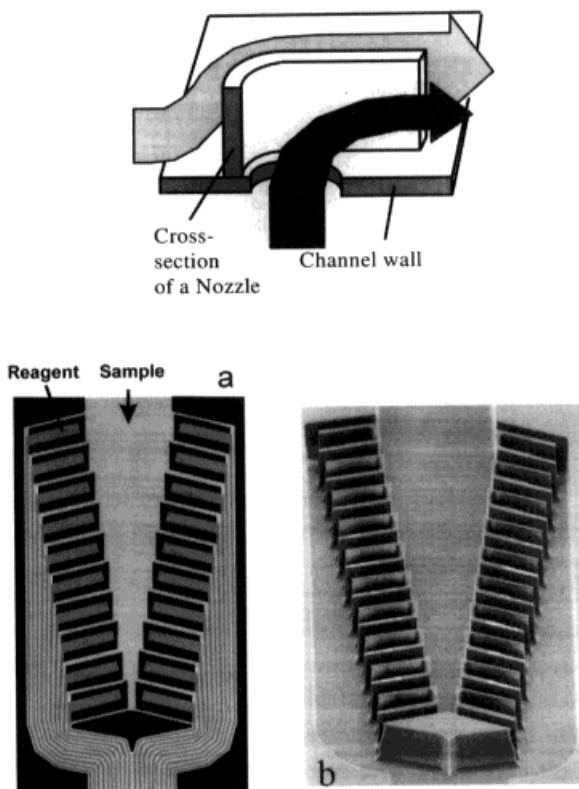 Cross-
section
of a Nozzle
Channel wall
Reagent Sample a
b